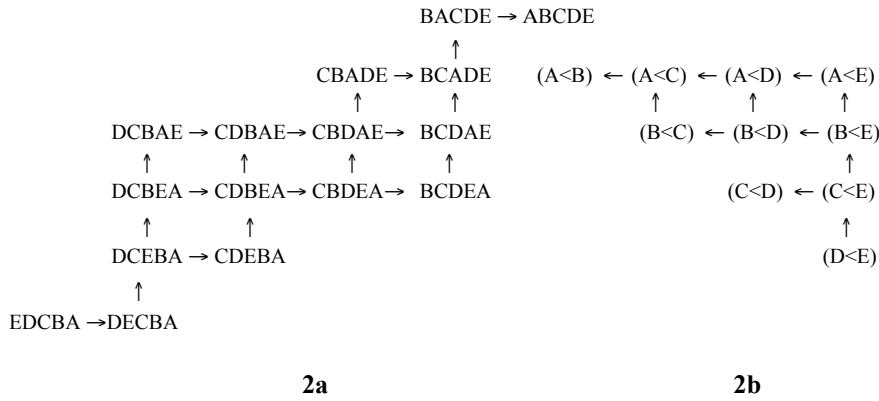 BACDE → ABCDE
↑
CBADE → BCADE (A<B) ← (A<C) ← (A<D) ← (A<E)
↑ ↑ ↑ ↑ ↑
DCBAE → CDBAE → CBDAE → BCDAE (B<C) ← (B<D) ← (B<E)
↑ ↑ ↑ ↑ ↑
DCBEA → CDBEA → CBDEA → BCDEA (C<D) ← (C<E)
↑ ↑ ↑
DCEBA → CDEBA (D<E)
↑
EDCBA → DECBA
2a 2b